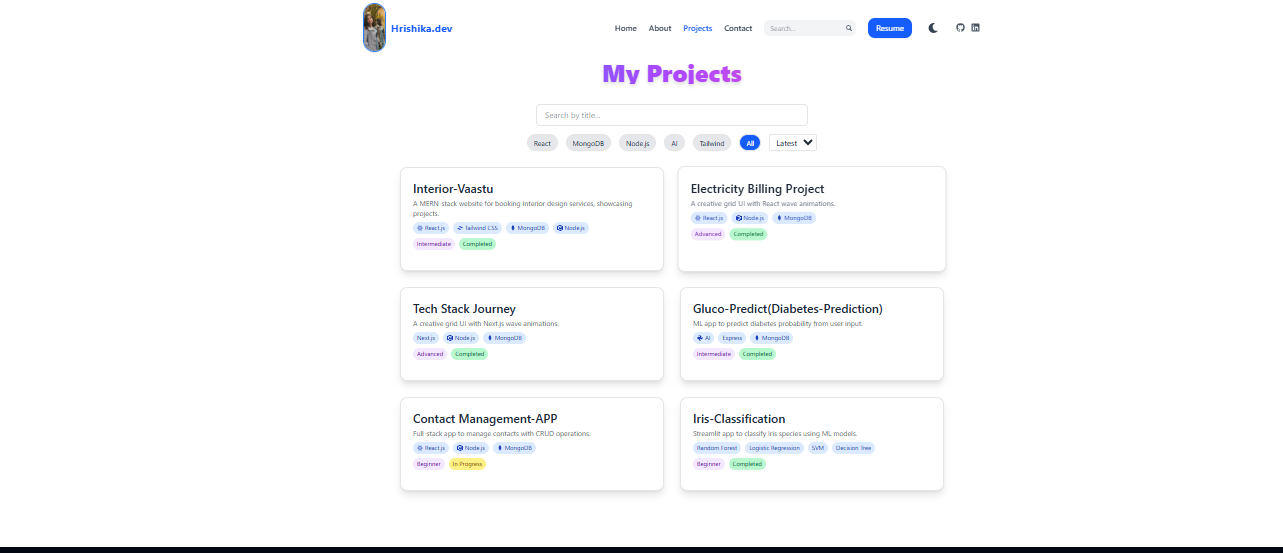 Hrishika.dev
Home About Projects Contact Search... Resume
My Projects
Search by title...
React MongoDB Node.js AI Tailwind All Latest
Interior-Vaastu
A MERN-stack website for booking interior design services, showcasing
projects.
React.js Tailwind CSS MongoDB Node.js
Intermediate Completed
Electricity Billing Project
A creative grid UI with React wave animations.
React.js Node.js MongoDB
Advanced Completed
Tech Stack Journey
A creative grid UI with Next.js wave animations.
Next.js Node.js MongoDB
Advanced Completed
Gluco-Predict(Diabetes-Prediction)
ML app to predict diabetes probability from user input.
AI Express MongoDB
Intermediate Completed
Contact Management-APP
Full-stack app to manage contacts with CRUD operations.
React.js Node.js MongoDB
Beginner In Progress
Iris-Classification
Streamlit app to classify Iris species using ML models.
Random Forest Logistic Regression SVM Decision Tree
Beginner Completed